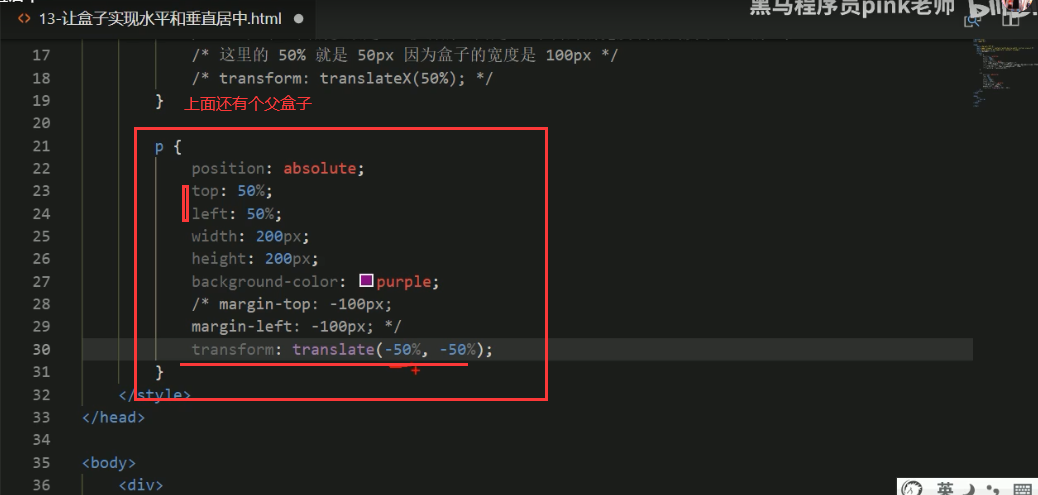 13-让盒子实现水平和垂直居中.html
黑马程序员pink老师
17 /* 这里的 50% 就是 50px 因为盒子的宽度是 100px */
18 /* transform: translateX(50%); */
19 } 上面还有个父盒子
20
21 p {
22 position: absolute;
23 top: 50%;
24 left: 50%;
25 width: 200px;
26 height: 200px;
27 background-color: purple;
28 /* margin-top: -100px;
29 margin-left: -100px; */
30 transform: translate(-50%, -50%);
31 }
32 </style>
33 </head>
34
35 <body>
36 <div>
英